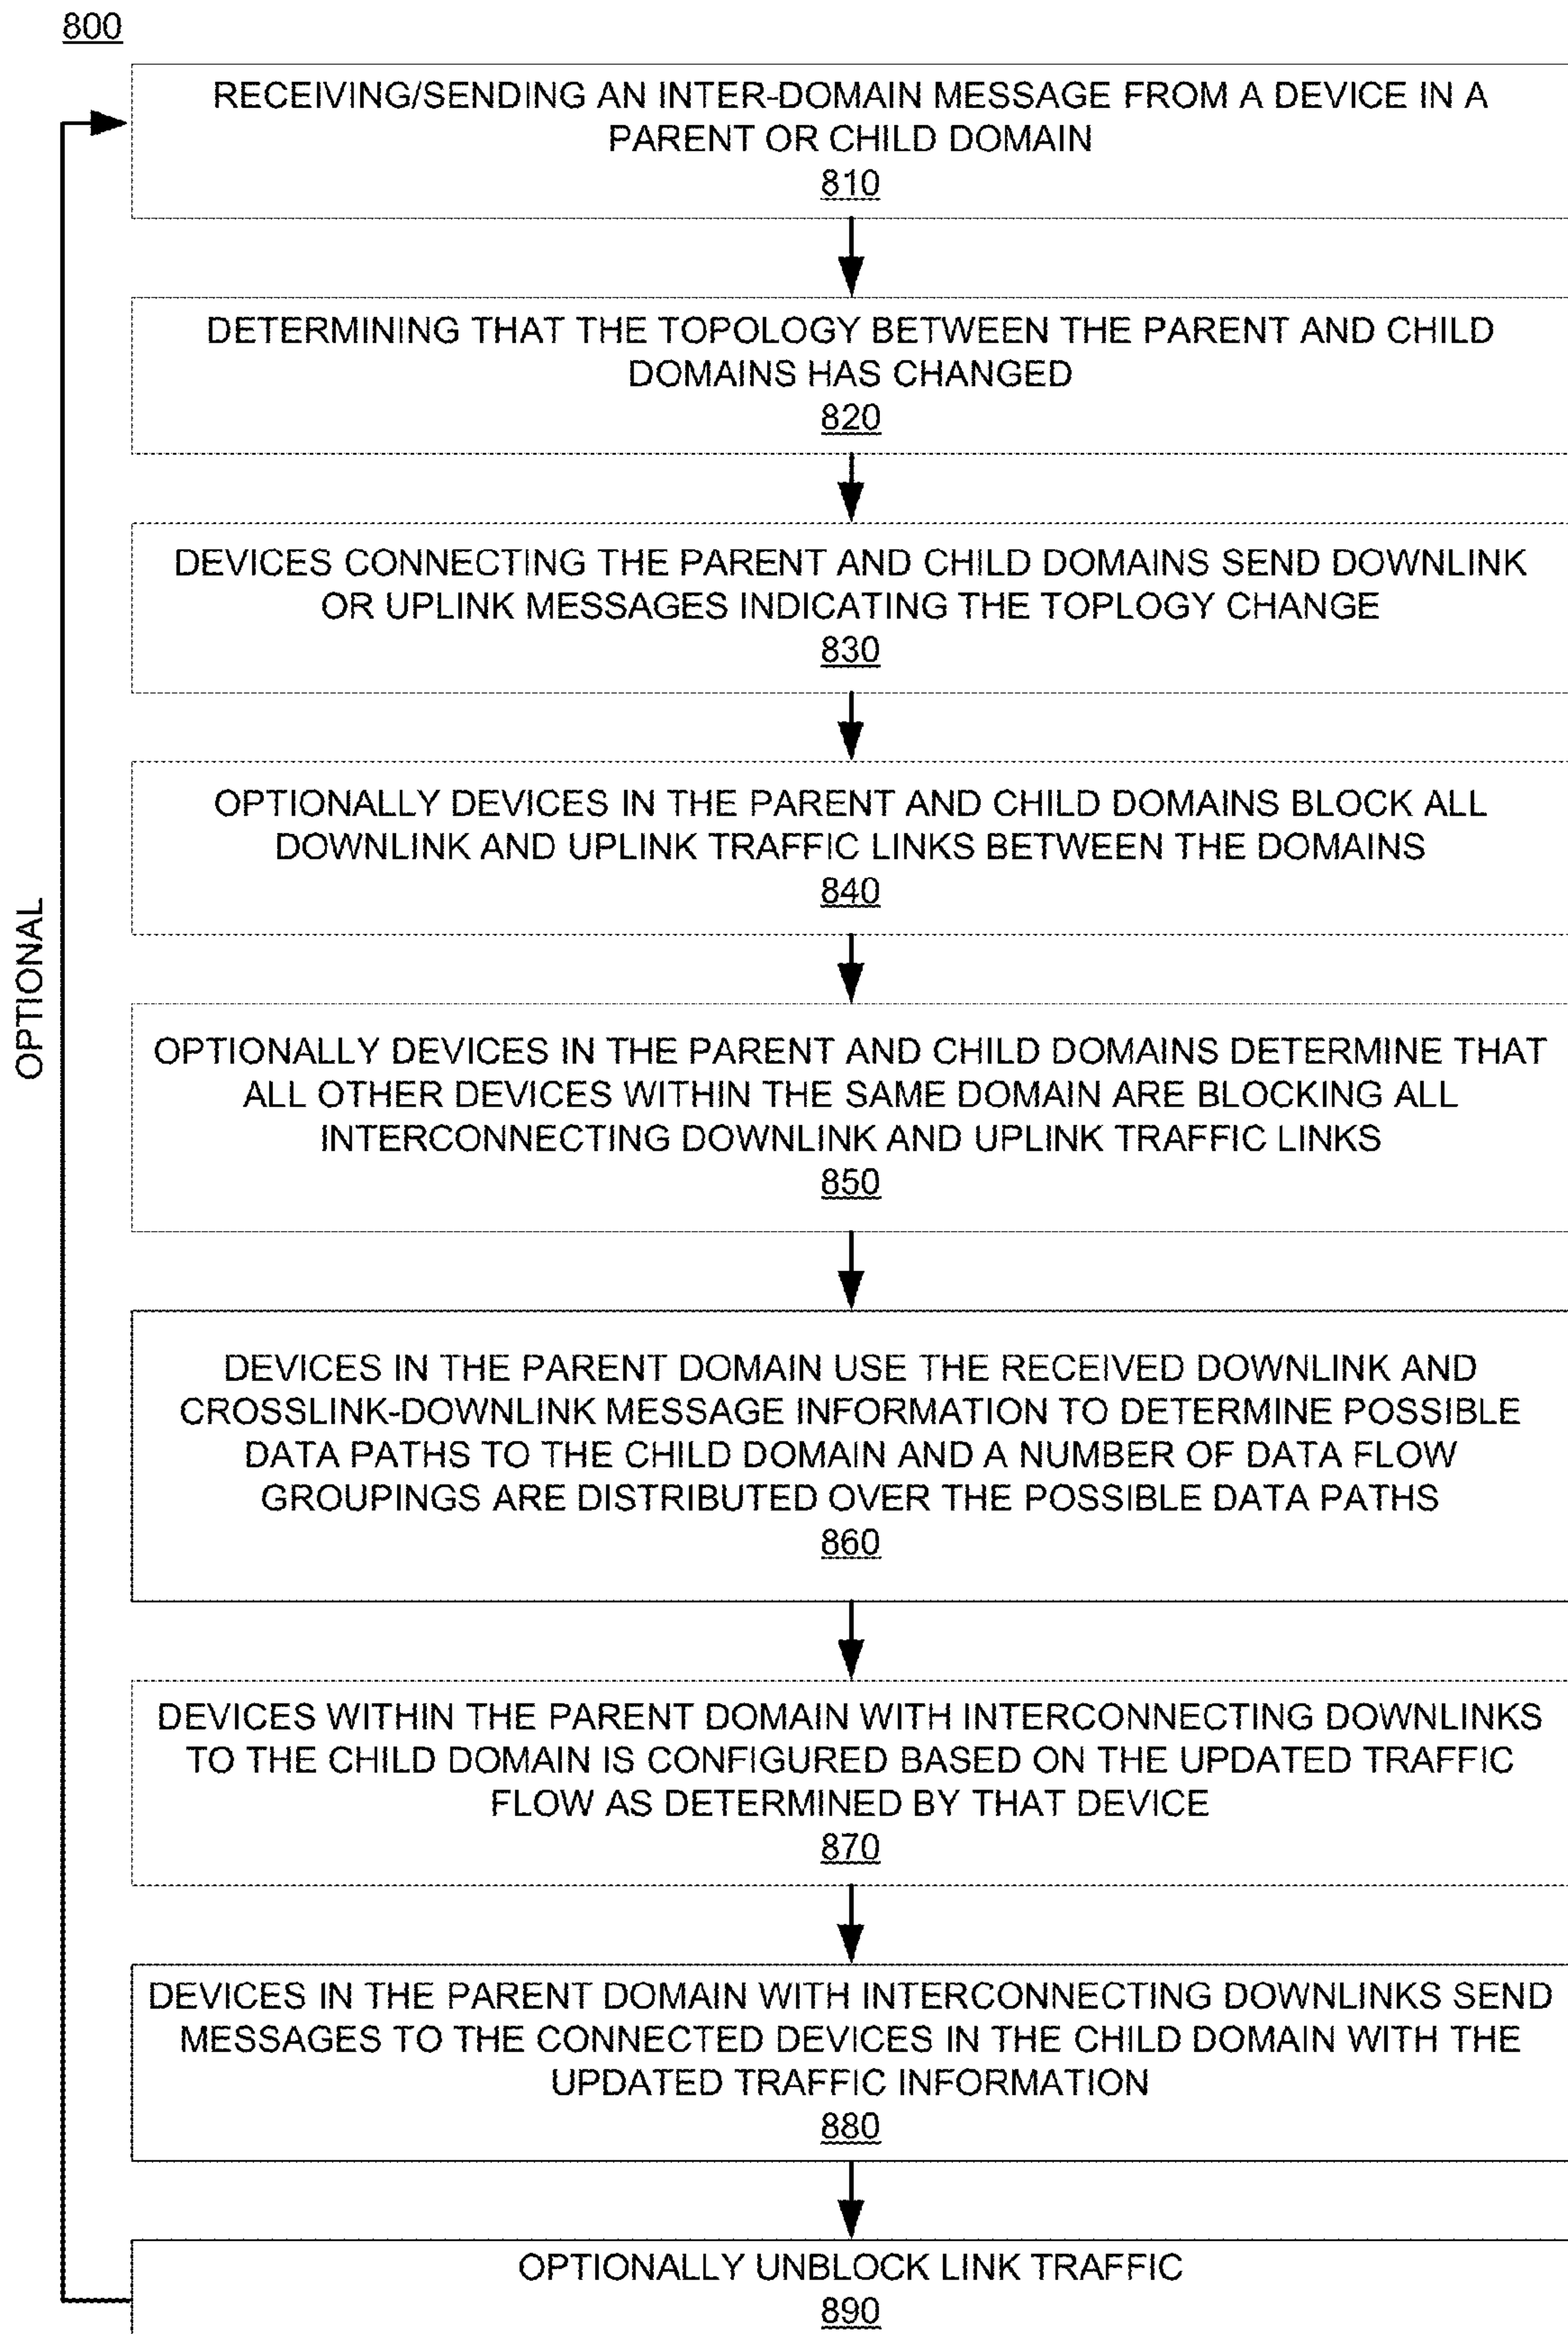 800
RECEIVING/SENDING AN INTER-DOMAIN MESSAGE FROM A DEVICE IN A
PARENT OR CHILD DOMAIN
810
DETERMINING THAT THE TOPOLOGY BETWEEN THE PARENT AND CHILD
DOMAINS HAS CHANGED
820
DEVICES CONNECTING THE PARENT AND CHILD DOMAINS SEND DOWNLINK
OR UPLINK MESSAGES INDICATING THE TOPLOGY CHANGE
830
OPTIONALLY DEVICES IN THE PARENT AND CHILD DOMAINS BLOCK ALL
DOWNLINK AND UPLINK TRAFFIC LINKS BETWEEN THE DOMAINS
840
OPTIONAL
OPTIONALLY DEVICES IN THE PARENT AND CHILD DOMAINS DETERMINE THAT
ALL OTHER DEVICES WITHIN THE SAME DOMAIN ARE BLOCKING ALL
INTERCONNECTING DOWNLINK AND UPLINK TRAFFIC LINKS
850
DEVICES IN THE PARENT DOMAIN USE THE RECEIVED DOWNLINK AND
CROSSLINK-DOWNLINK MESSAGE INFORMATION TO DETERMINE POSSIBLE
DATA PATHS TO THE CHILD DOMAIN AND A NUMBER OF DATA FLOW
GROUPINGS ARE DISTRIBUTED OVER THE POSSIBLE DATA PATHS
860
DEVICES WITHIN THE PARENT DOMAIN WITH INTERCONNECTING DOWNLINKS
TO THE CHILD DOMAIN IS CONFIGURED BASED ON THE UPDATED TRAFFIC
FLOW AS DETERMINED BY THAT DEVICE
870
DEVICES IN THE PARENT DOMAIN WITH INTERCONNECTING DOWNLINKS SEND
MESSAGES TO THE CONNECTED DEVICES IN THE CHILD DOMAIN WITH THE
UPDATED TRAFFIC INFORMATION
880
OPTIONALLY UNBLOCK LINK TRAFFIC
890